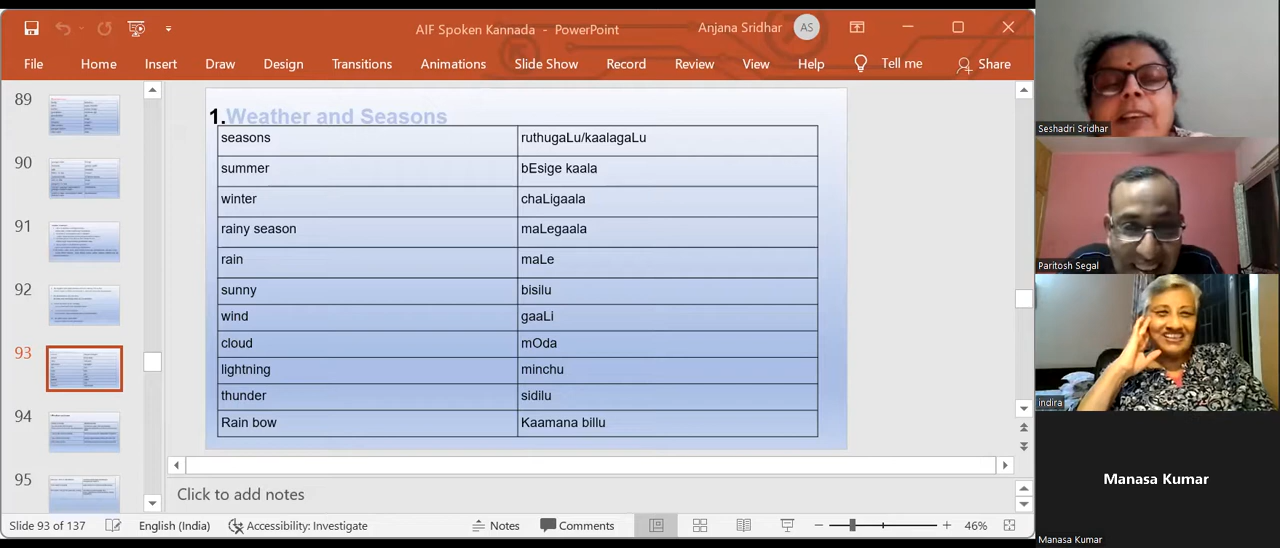 AIF Spoken Kannada - PowerPoint
Anjana Sridhar
AS
File Home Insert Draw Design Transitions Animations Slide Show Record Review View Help Tell me Share
89
90
91
92
93
94
95
1.Weather and Seasons
seasons ruthugaLu/kaalagaLu
summer bEsige kaala
winter chaLigaala
rainy season maLegaala
rain maLe
sunny bisilu
wind gaaLi
cloud mOda
lightning minchu
thunder sidilu
Rain bow Kaamana billu
Click to add notes
Slide 93 of 137 English (India) Accessibility: Investigate Notes Comments 46%
Seshadri Sridhar
Paritosh Segal
indira
Manasa Kumar
Manasa Kumar